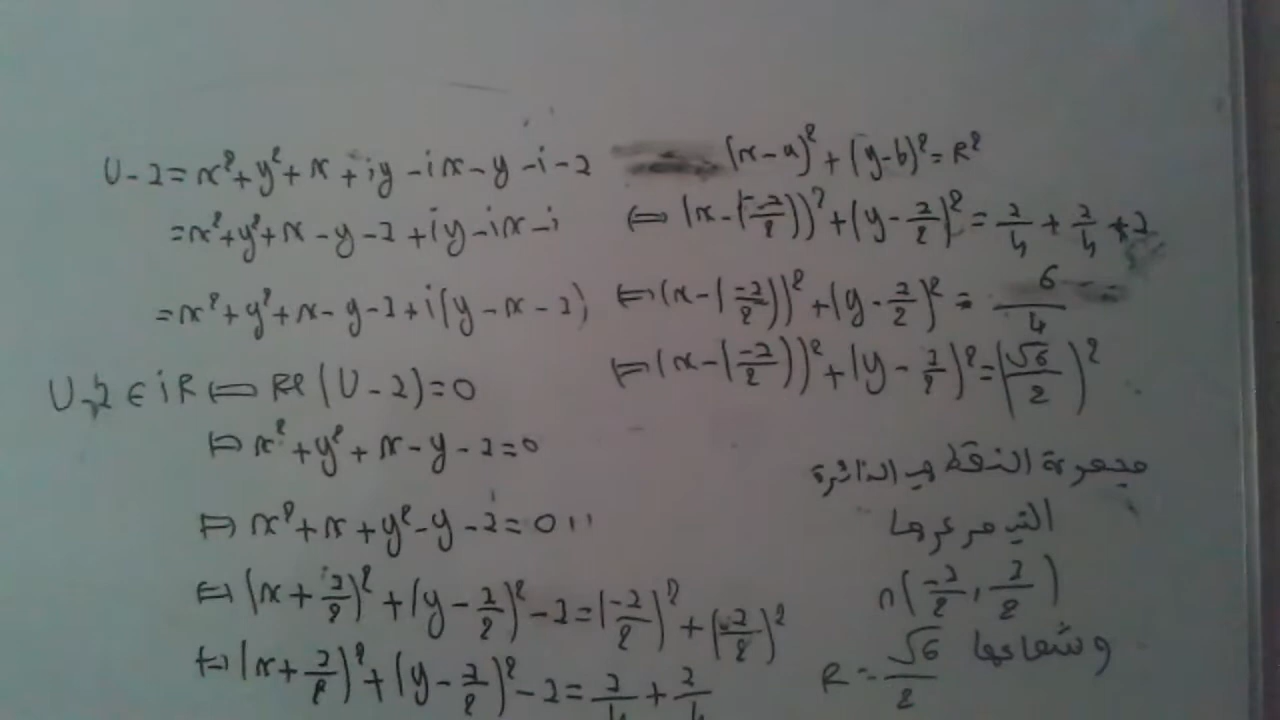 U-1 = x²+y²+x+iy-ix-y-i-1
= x²+y²+x-y-1+iy-ix-i
= x²+y²+x-y-1+i(y-x-1)
U-1 ∈ iR ⇔ Re(U-1)=0
⇔ x²+y²+x-y-1=0
⇔ x²+x+y²-y-1=0
⇔ (x+1/2)²+(y-1/2)²-1=(-1/2)²+(-1/2)²
⇔ (x+1/2)²+(y-1/2)²-1=1/4+1/4
(x-a)²+(y-b)²=R²
⇔ (x-(-1/2))²+(y-1/2)²=1/4+1/4+1
⇔ (x-(-1/2))²+(y-1/2)²=6/4
⇔ (x-(-1/2))²+(y-1/2)²=(√6/2)²
مجموعة النقط هي الدائرة
التي مركزها
n(-1/2, 1/2)
وشعاعها R=√6/2